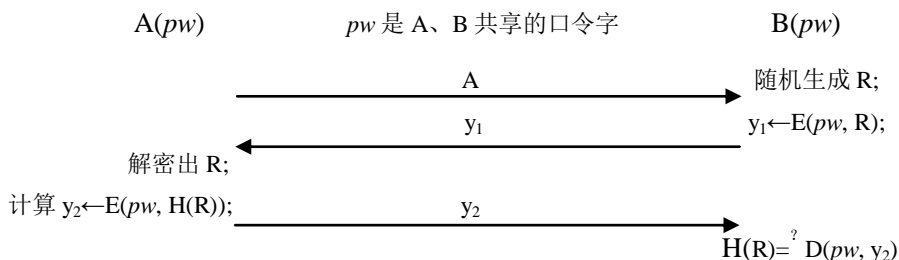 A(pw) pw 是 A、B 共享的口令字 B(pw)
A 随机生成 R;
y₁ y₁←E(pw, R);
解密出 R;
计算 y₂←E(pw, H(R)); y₂
H(R)=? D(pw, y₂)